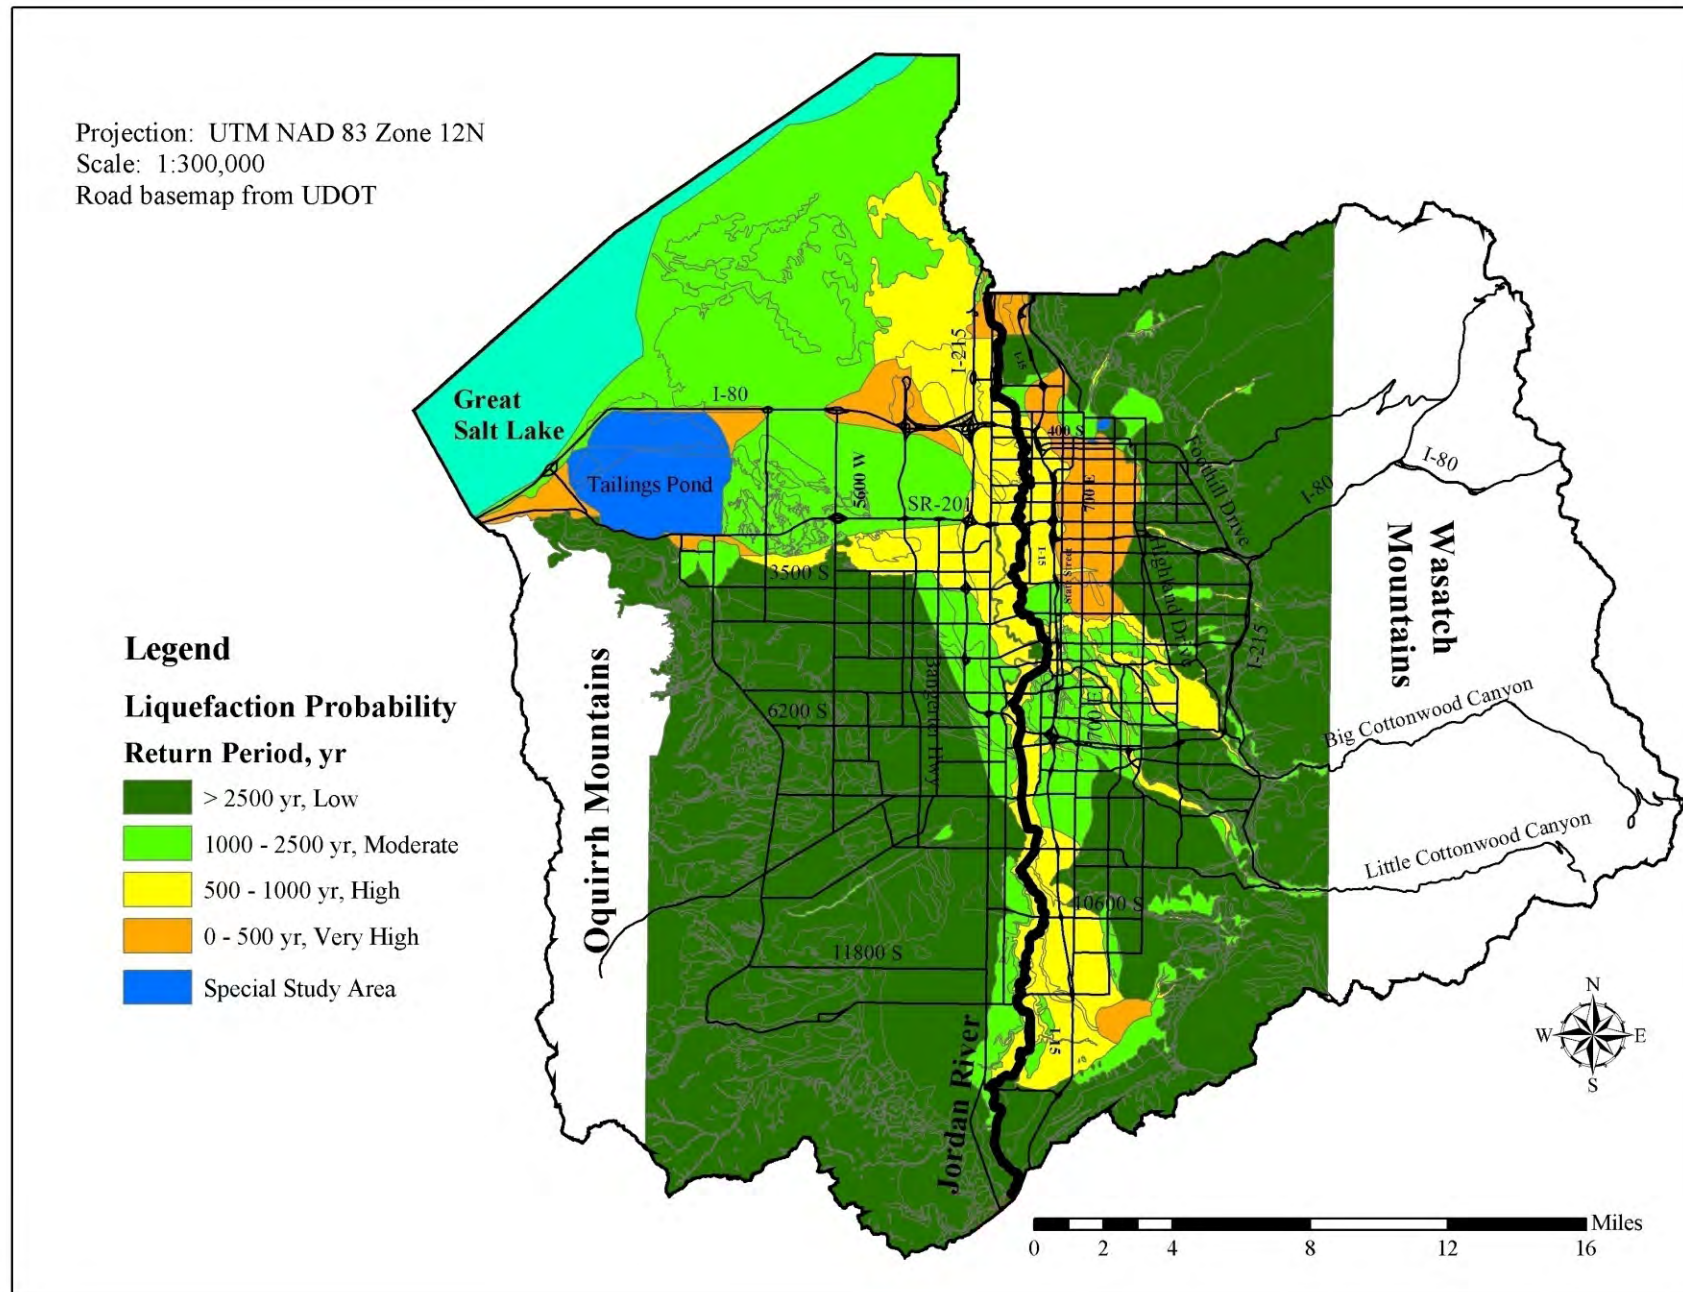 Projection: UTM NAD 83 Zone 12N
Scale: 1:300,000
Road basemap from UDOT
Great
Salt Lake
I-80
I-215
I-15
400 S
Tailings Pond
5600 W
SR-201
700 E
Foothill Drive
I-80
I-80
Wasatch
Mountains
3500 S
I-15
State Street
Highland Drive
I-215
Legend
Liquefaction Probability
Return Period, yr
> 2500 yr, Low
1000 - 2500 yr, Moderate
500 - 1000 yr, High
0 - 500 yr, Very High
Special Study Area
Oquirrh Mountains
6200 S
Bangerter Hwy
700 E
Big Cottonwood Canyon
Little Cottonwood Canyon
10600 S
11800 S
I-15
Jordan River
N
W
E
S
Miles
0 2 4 8 12 16